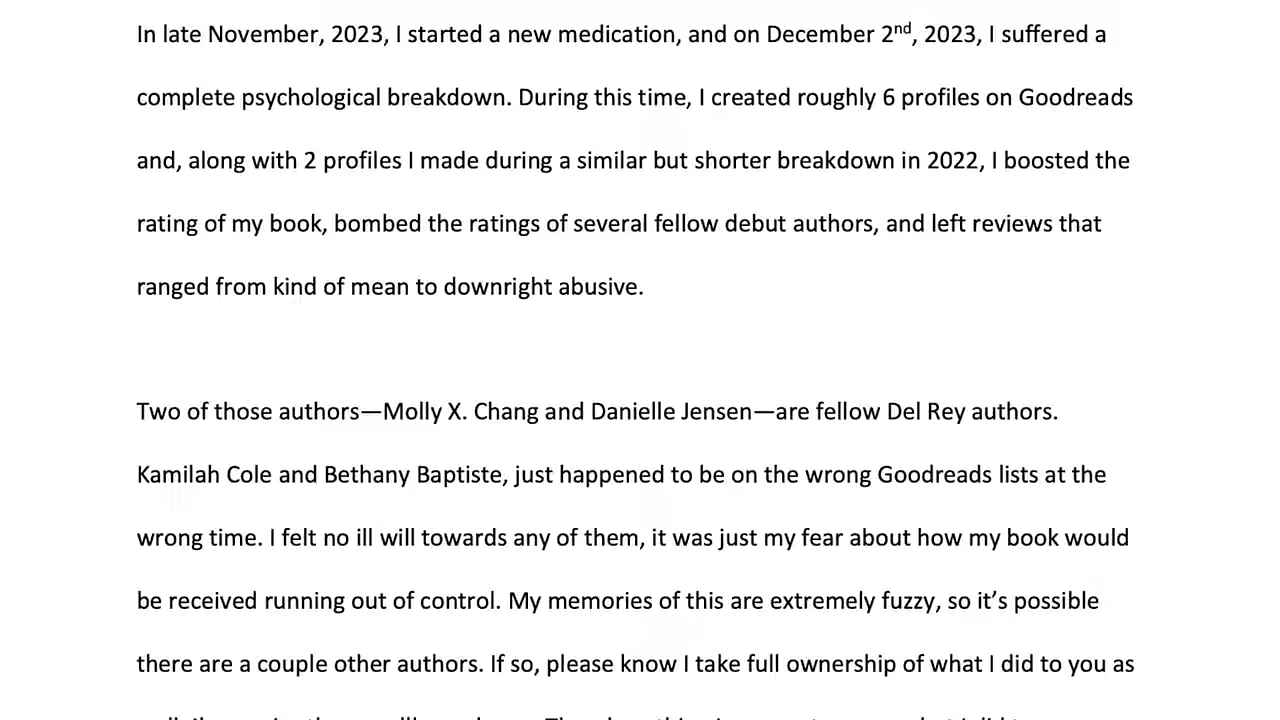 In late November, 2023, I started a new medication, and on December 2nd, 2023, I suffered a
complete psychological breakdown. During this time, I created roughly 6 profiles on Goodreads
and, along with 2 profiles I made during a similar but shorter breakdown in 2022, I boosted the
rating of my book, bombed the ratings of several fellow debut authors, and left reviews that
ranged from kind of mean to downright abusive.
Two of those authors—Molly X. Chang and Danielle Jensen—are fellow Del Rey authors.
Kamilah Cole and Bethany Baptiste, just happened to be on the wrong Goodreads lists at the
wrong time. I felt no ill will towards any of them, it was just my fear about how my book would
be received running out of control. My memories of this are extremely fuzzy, so it’s possible
there are a couple other authors. If so, please know I take full ownership of what I did to you as